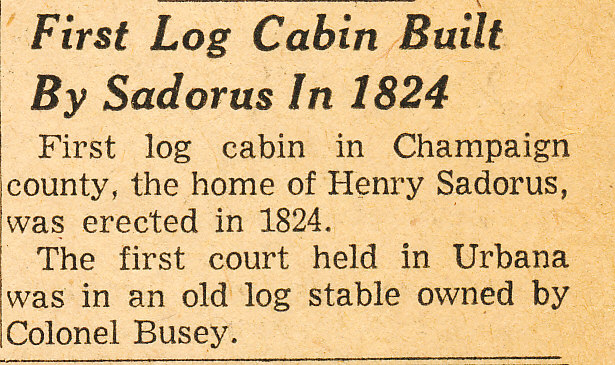 First Log Cabin Built
By Sadorus In 1824
First log cabin in Champaign
county, the home of Henry Sadorus,
was erected in 1824.
The first court held in Urbana
was in an old log stable owned by
Colonel Busey.